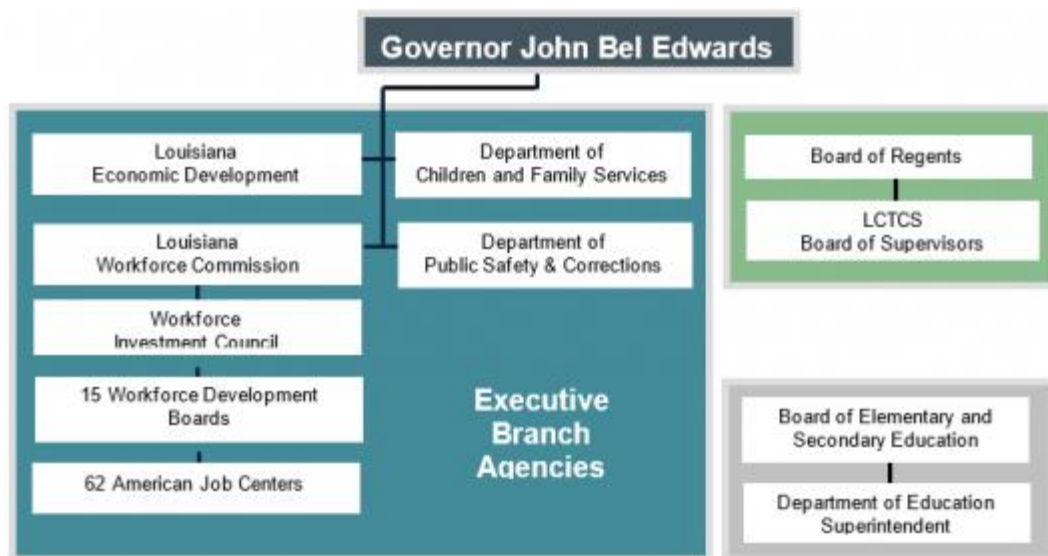 Governor John Bel Edwards
Louisiana
Economic Development
Department of
Children and Family Services
Louisiana
Workforce Commission
Department of
Public Safety & Corrections
Workforce
Investment Council
15 Workforce Development
Boards
62 American Job Centers
Executive
Branch
Agencies
Board of Regents
LCTCS
Board of Supervisors
Board of Elementary and
Secondary Education
Department of Education
Superintendent